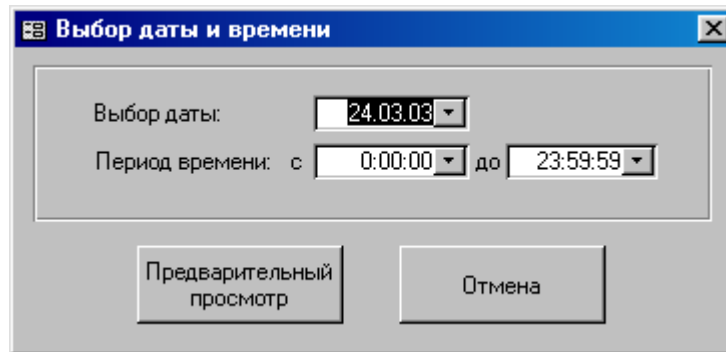 Выбор даты и времени
Выбор даты: 24.03.03
Период времени: с 0:00:00 до 23:59:59
Предварительный
просмотр
Отмена